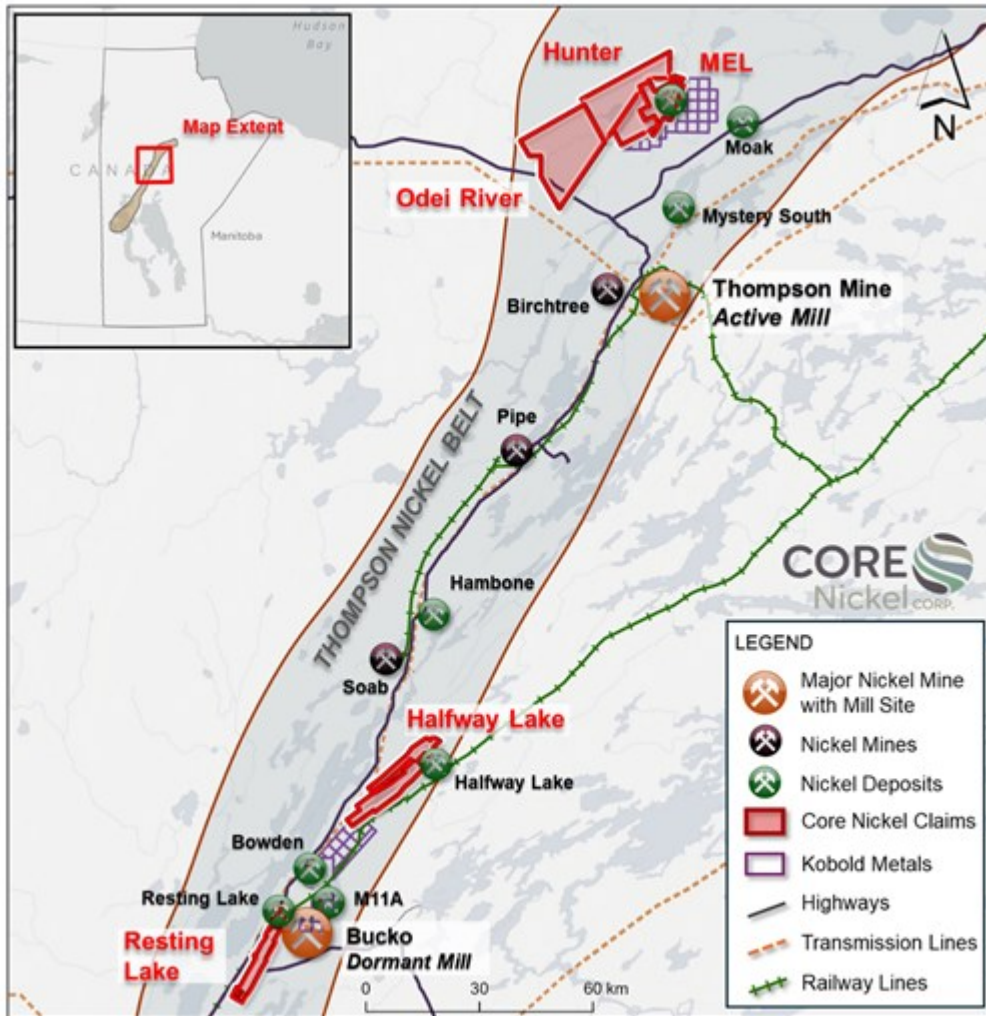 Hudson
Bay
Map Extent
CANADA
Manitoba
Hunter
MEL
Moak
Odei River
Mystery South
N
Birchtree
Thompson Mine
Active Mill
Pipe
THOMPSON NICKEL BELT
Hambone
Soab
Halfway Lake
Halfway Lake
Bowden
Resting Lake
M11A
Resting
Lake
Bucko
Dormant Mill
0 30 60 km
CORE
Nickel CORP.
LEGEND
Major Nickel Mine
with Mill Site
Nickel Mines
Nickel Deposits
Core Nickel Claims
Kobold Metals
Highways
Transmission Lines
Railway Lines